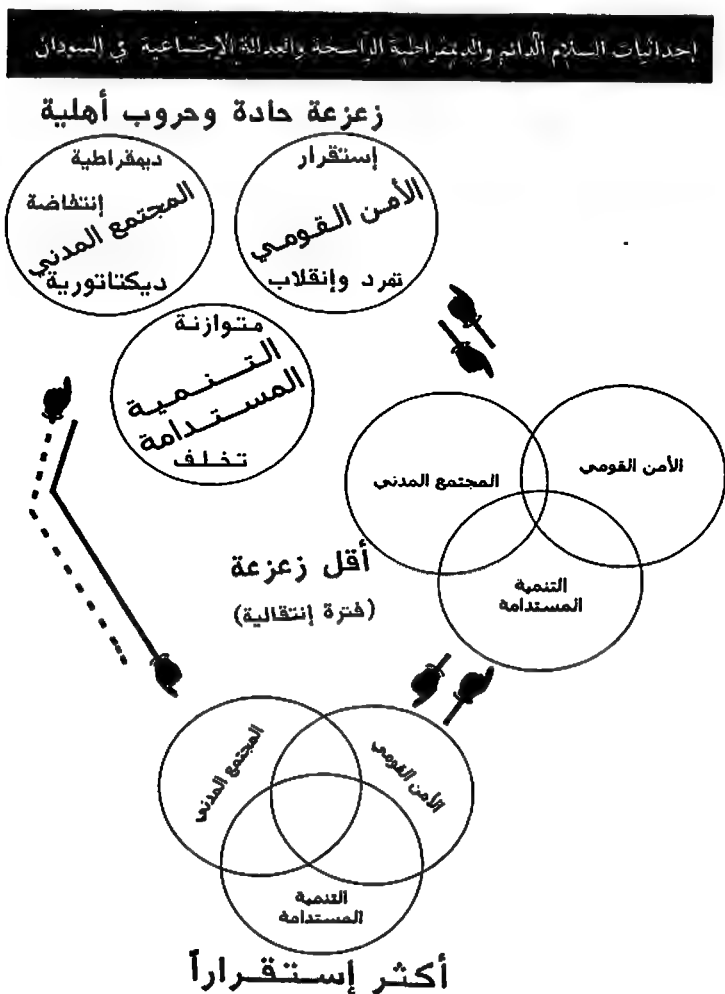 إحداثيات السلام الدائم والديمقراطية الراسخة والعدالة الإجتماعية في السودان
زعزعة حادة وحروب أهلية
إستقرار
الأمن القومي
تمرد وإنقلاب
ديمقراطية
إنتفاضة
المجتمع المدني
ديكتاتورية
متوازنة
التنمية
المستدامة
تخلف
الأمن القومي
المجتمع المدني
التنمية
المستدامة
أقل زعزعة
(فترة إنتقالية)
المجتمع المدني
الأمن القومي
التنمية
المستدامة
أكثر إستقراراً